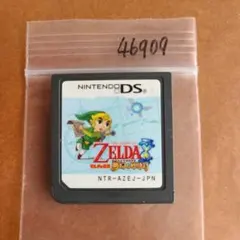 46909
NINTENDO DS
ZELDA
NTR-AZEJ-JPN